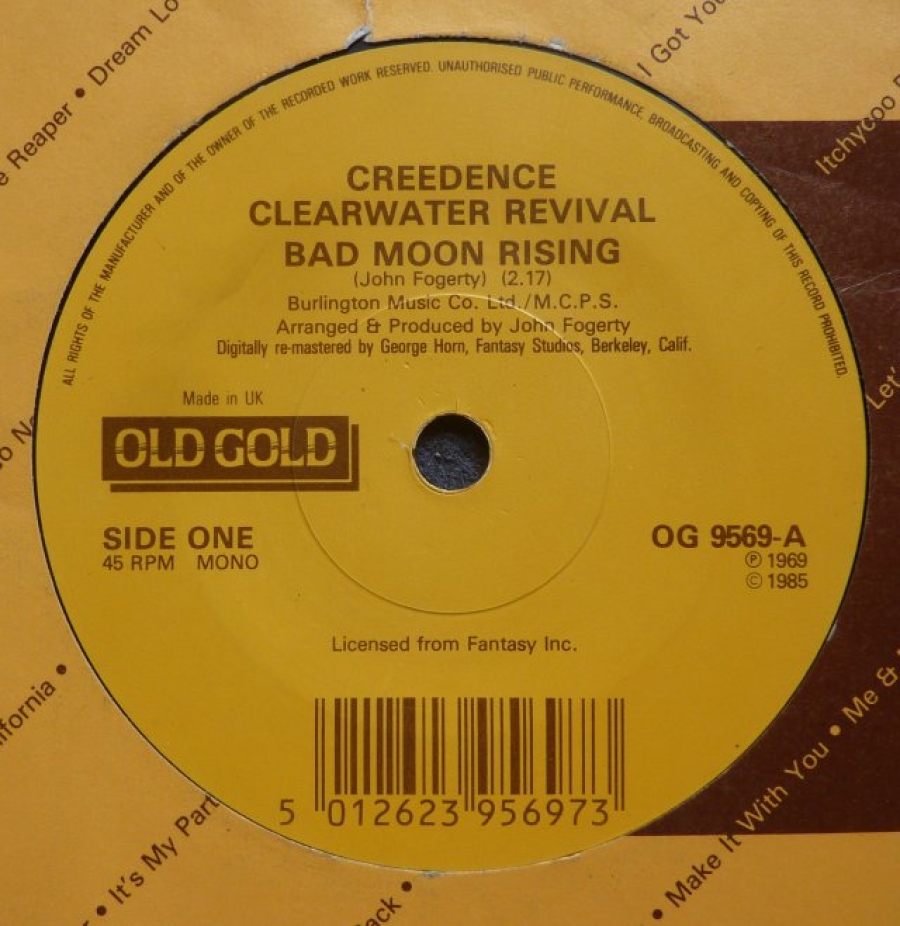 ALL RIGHTS OF THE MANUFACTURER AND OF THE OWNER OF THE RECORDED WORK RESERVED. UNAUTHORISED PUBLIC PERFORMANCE, BROADCASTING AND COPYING OF THIS RECORD PROHIBITED.
CREEDENCE
CLEARWATER REVIVAL
BAD MOON RISING
(John Fogerty) (2.17)
Burlington Music Co. Ltd./M.C.P.S.
Arranged & Produced by John Fogerty
Digitally re-mastered by George Horn, Fantasy Studios, Berkeley, Calif.
Made in UK
OLD GOLD
SIDE ONE
45 RPM MONO
OG 9569-A
℗ 1969
© 1985
Licensed from Fantasy Inc.
5 012623 956973
Reaper • Dream
I Got
Itchycoo
Let's
• Make It With You • Me &
• It's My